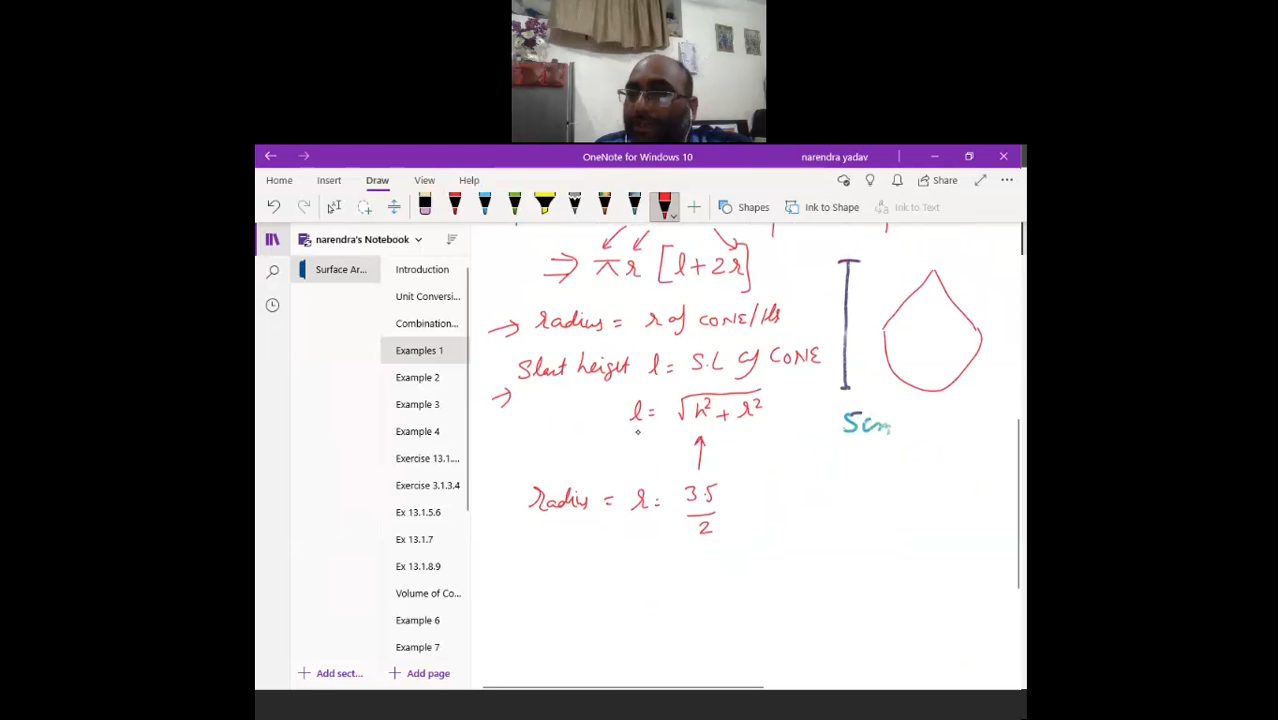 OneNote for Windows 10
narendra yadav
Home Insert Draw View Help
Share
Shapes
Ink to Shape
Ink to Text
narendra's Notebook
Surface Ar...
Introduction
Unit Conversi...
Combination...
Examples 1
Example 2
Example 3
Example 4
Exercise 13.1....
Exercise 3.1.3.4
Ex 13.1.5.6
Ex 13.1.7
Ex 13.1.8.9
Volume of Co...
Example 6
Example 7
Add sect...
Add page
⇒ πr [l+2r]
→ radius = r of CONE/Hs
Slant height l = S.L of CONE
→
l = √h²+r²
5cm
radius = r = 3.5/2